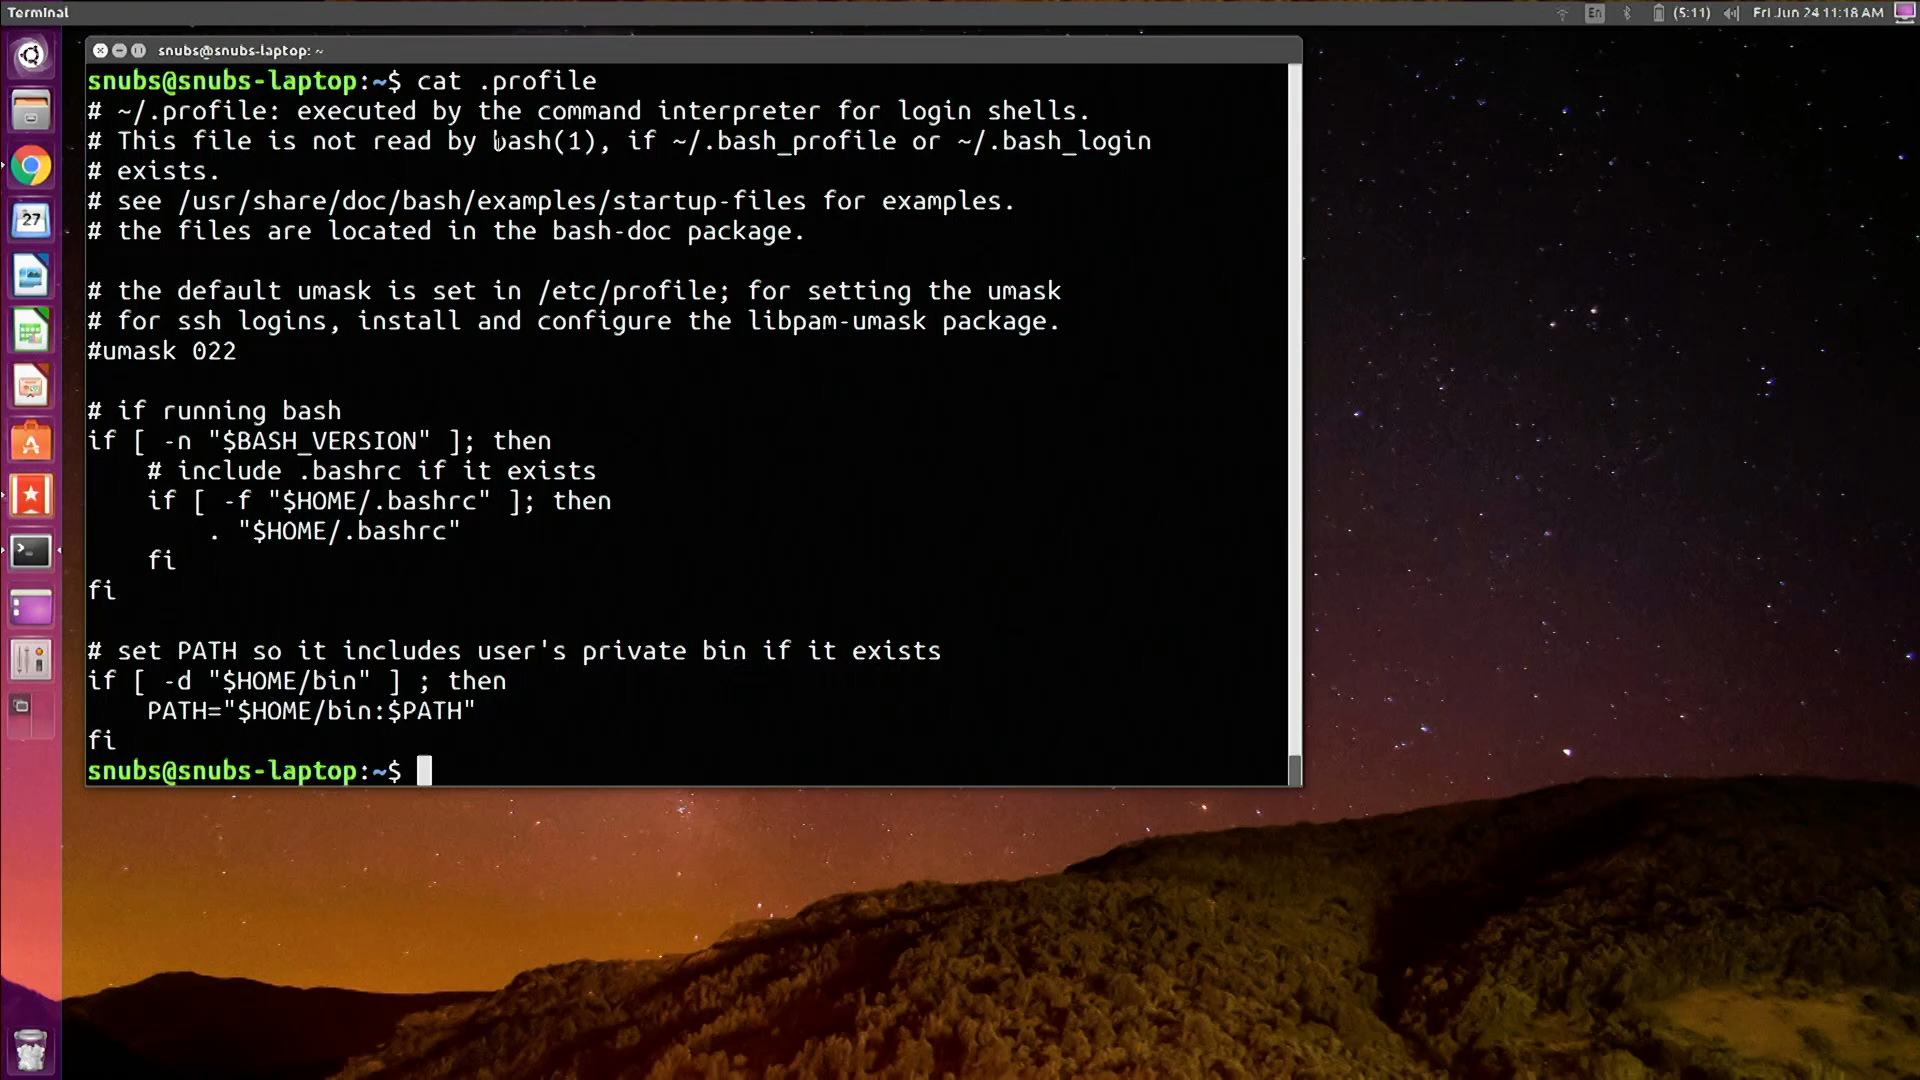 Terminal
En
(5:11)
Fri Jun 24 11:18 AM
snubs@snubs-laptop: ~
snubs@snubs-laptop:~$ cat .profile
# ~/.profile: executed by the command interpreter for login shells.
# This file is not read by bash(1), if ~/.bash_profile or ~/.bash_login
# exists.
# see /usr/share/doc/bash/examples/startup-files for examples.
# the files are located in the bash-doc package.
# the default umask is set in /etc/profile; for setting the umask
# for ssh logins, install and configure the libpam-umask package.
#umask 022
# if running bash
if [ -n "$BASH_VERSION" ]; then
    # include .bashrc if it exists
    if [ -f "$HOME/.bashrc" ]; then
        . "$HOME/.bashrc"
    fi
fi
# set PATH so it includes user's private bin if it exists
if [ -d "$HOME/bin" ] ; then
    PATH="$HOME/bin:$PATH"
fi
snubs@snubs-laptop:~$
27